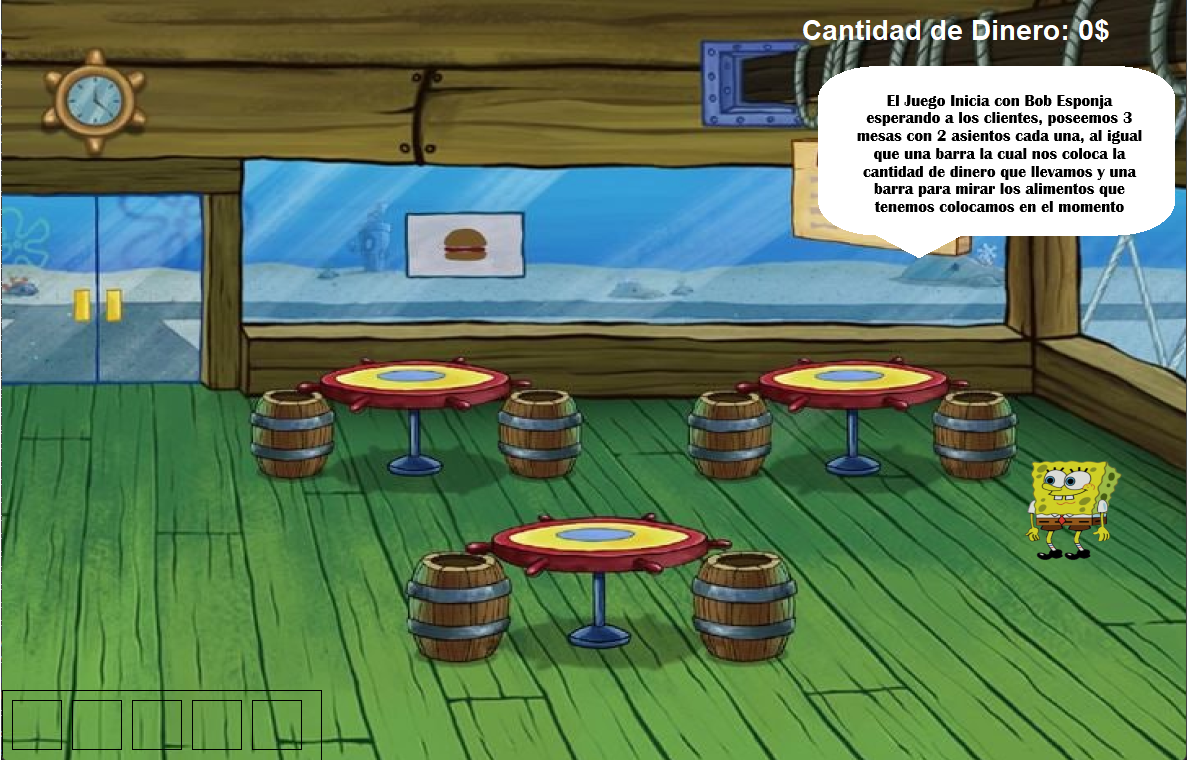 Cantidad de Dinero: 0$
El Juego Inicia con Bob Esponja
esperando a los clientes, poseemos 3
mesas con 2 asientos cada una, al igual
que una barra la cual nos coloca la
cantidad de dinero que llevamos y una
barra para mirar los alimentos que
tenemos colocamos en el momento